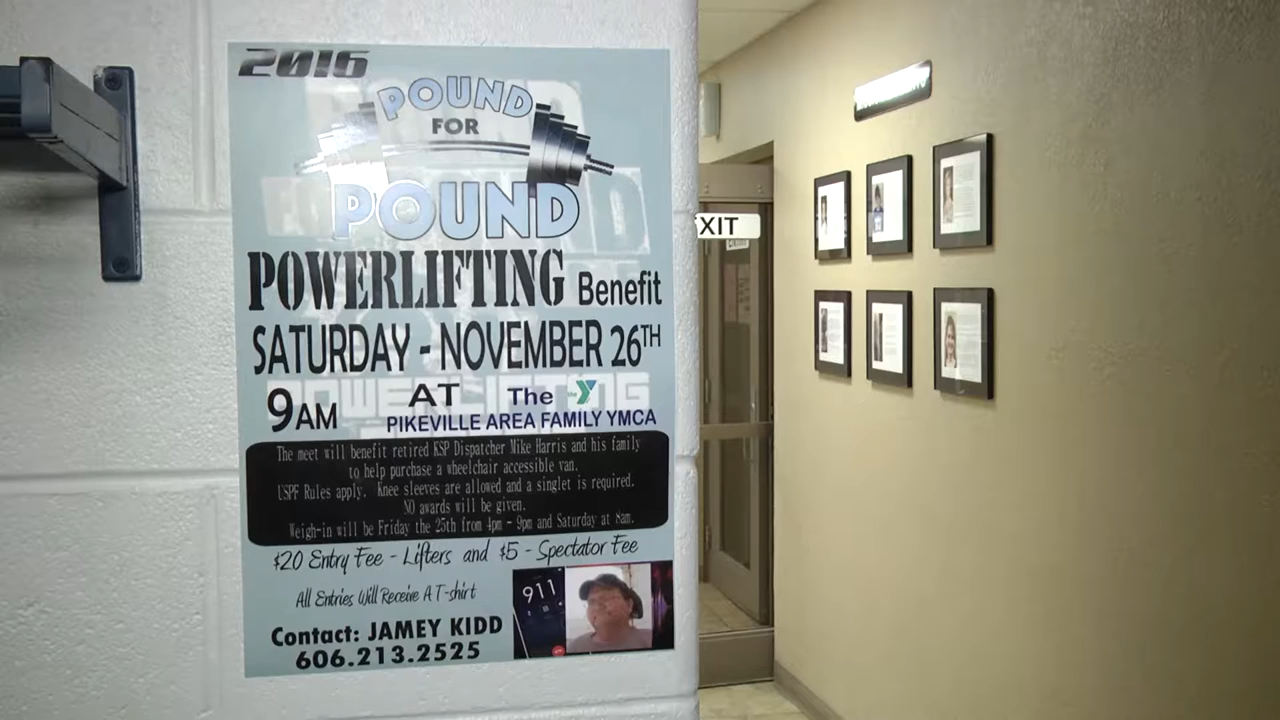 2016
POUND
FOR
POUND
POWERLIFTING Benefit
SATURDAY - NOVEMBER 26TH
9AM AT The Y
PIKEVILLE AREA FAMILY YMCA
The meet will benefit retired KSP Dispatcher Mike Harris and his family
to help purchase a wheelchair accessible van.
USPF Rules apply. Knee sleeves are allowed and a singlet is required.
NO awards will be given.
Weigh-in will be Friday the 25th from 4pm - 9pm and Saturday at 8am.
$20 Entry Fee - Lifters and $5 - Spectator Fee
All Entries Will Receive A T-shirt
911
Contact: JAMEY KIDD
606.213.2525
XIT